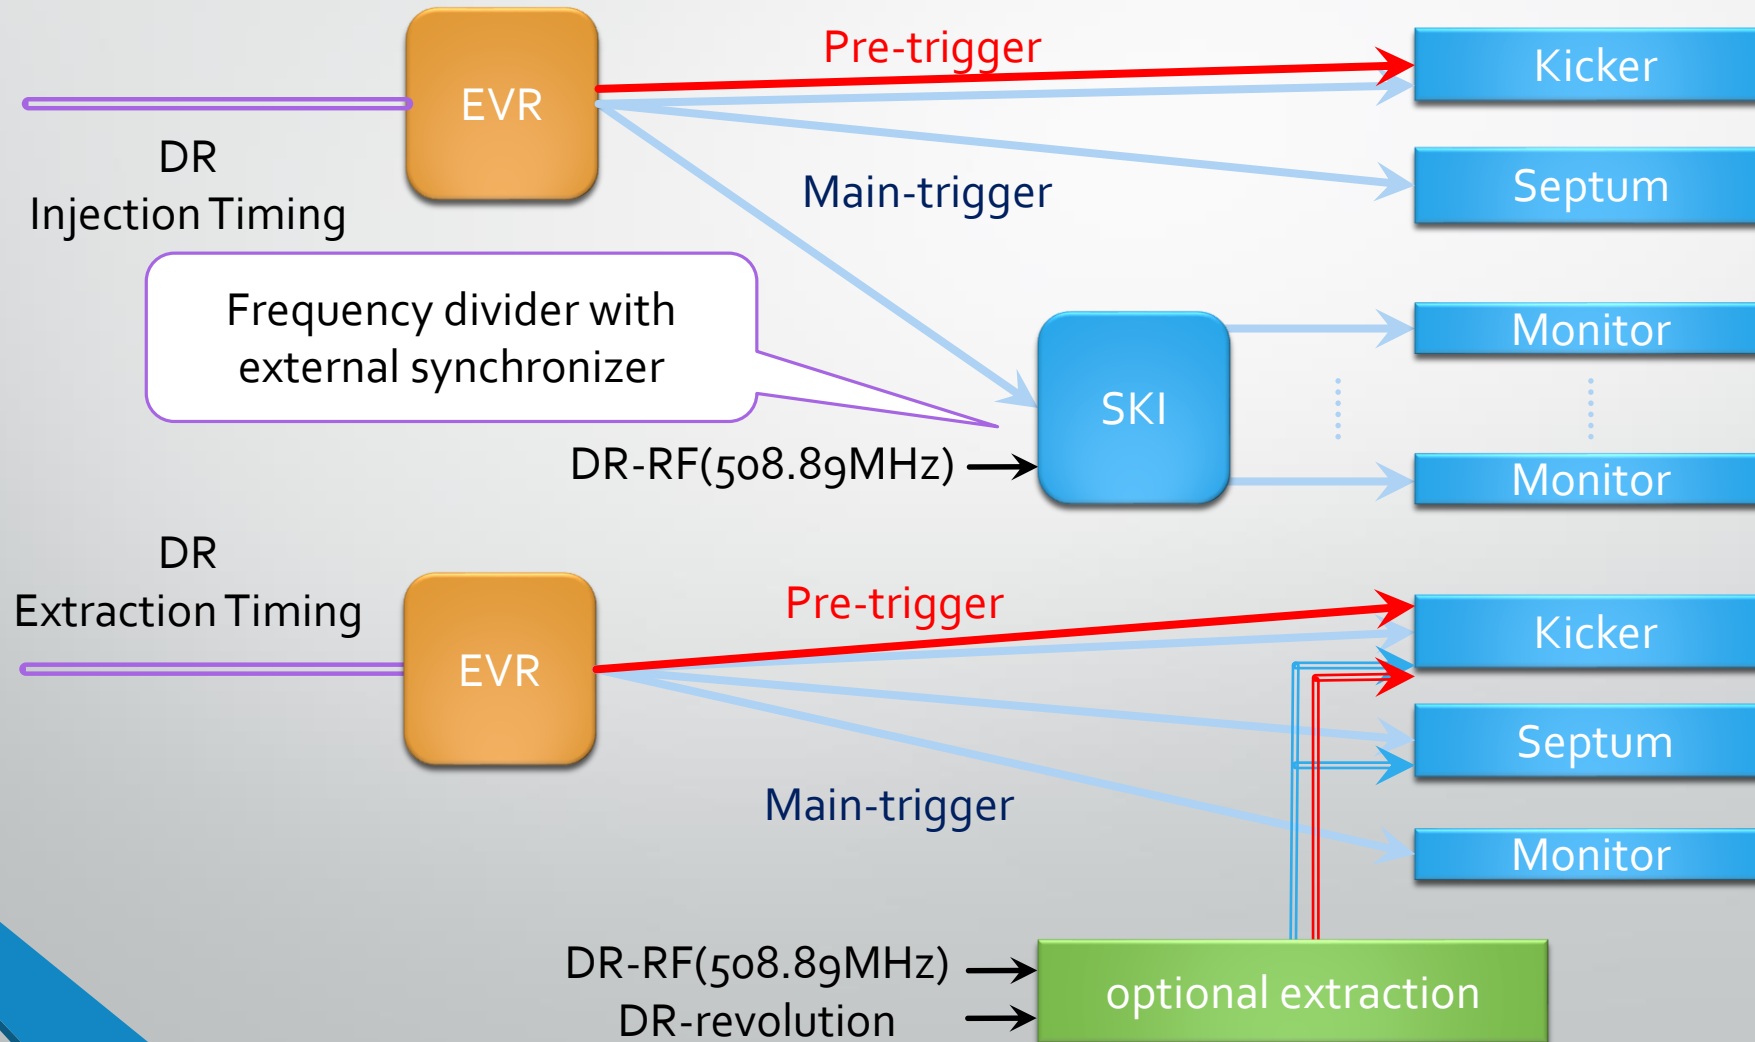 Pre-trigger
EVR
Kicker
DR
Injection Timing
Main-trigger
Septum
Frequency divider with
external synchronizer
Monitor
SKI
DR-RF(508.89MHz)
Monitor
DR
Extraction Timing
Pre-trigger
EVR
Kicker
Septum
Main-trigger
Monitor
DR-RF(508.89MHz)
optional extraction
DR-revolution